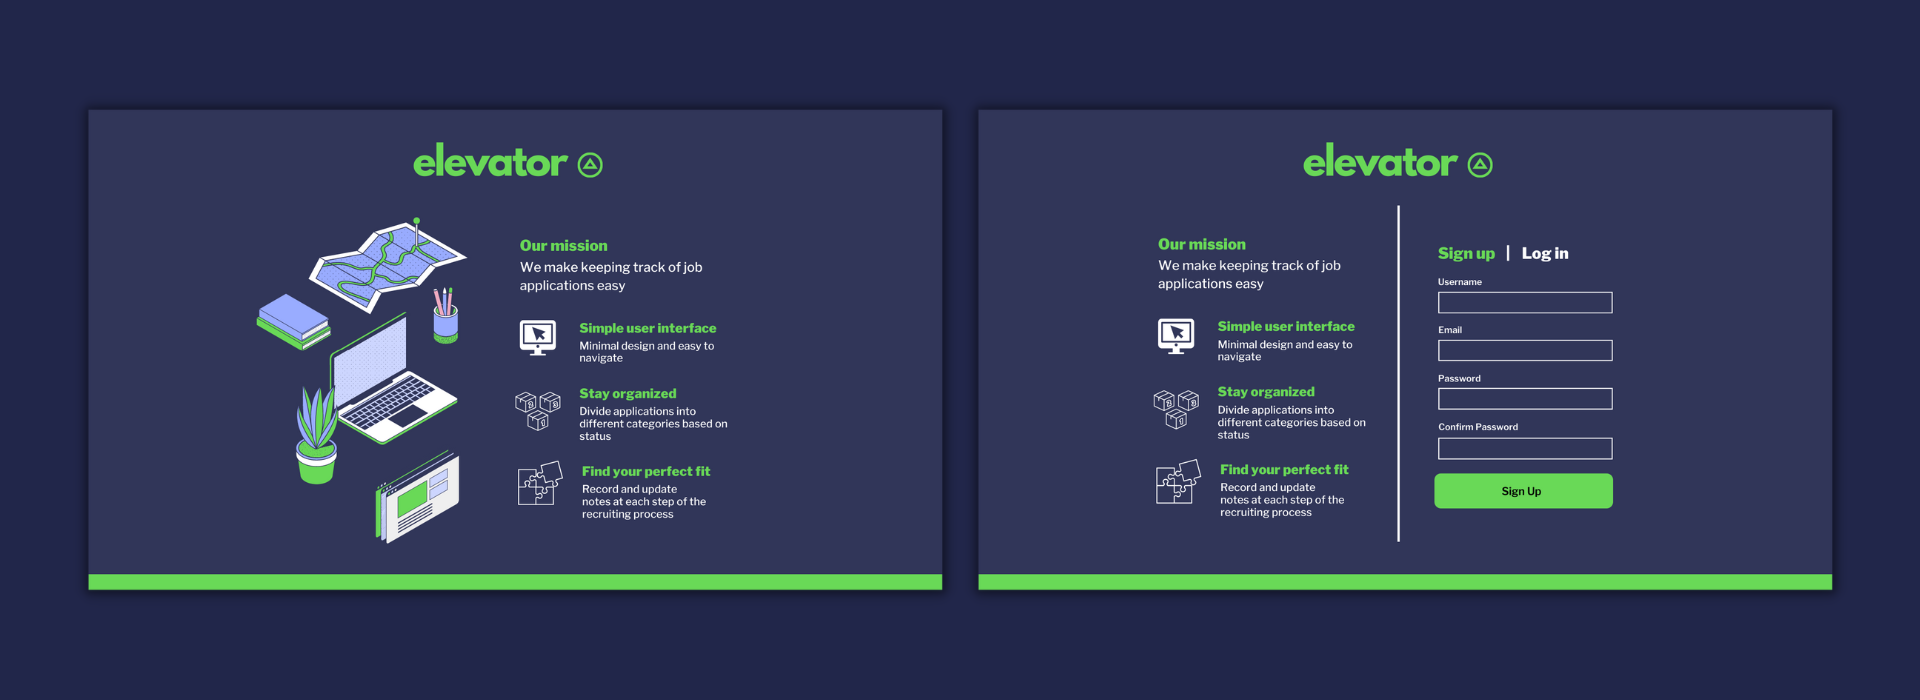 elevator
Our mission
We make keeping track of job
applications easy
Simple user interface
Minimal design and easy to
navigate
Stay organized
Divide applications into
different categories based on
status
Find your perfect fit
Record and update
notes at each step of the
recruiting process
elevator
Our mission
We make keeping track of job
applications easy
Simple user interface
Minimal design and easy to
navigate
Stay organized
Divide applications into
different categories based on
status
Find your perfect fit
Record and update
notes at each step of the
recruiting process
Sign up | Log in
Username
Email
Password
Confirm Password
Sign Up